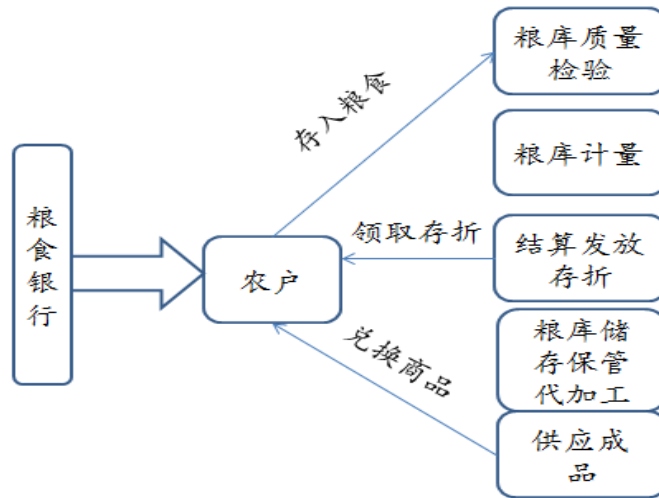 粮库质量
检验
存入粮食
粮库计量
粮
食
银
行
农户
领取存折
结算发放
存折
兑换商品
粮库储
存保管
代加工
供应成
品